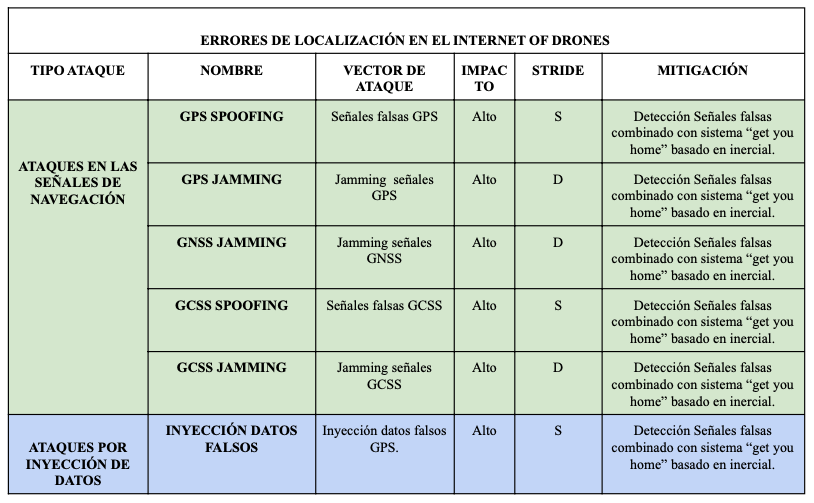 ERRORES DE LOCALIZACIÓN EN EL INTERNET OF DRONES
TIPO ATAQUE
NOMBRE
VECTOR DE
ATAQUE
IMPAC
TO
STRIDE
MITIGACIÓN
ATAQUES EN LAS
SEÑALES DE
NAVEGACIÓN
GPS SPOOFING
Señales falsas GPS
Alto
S
Detección Señales falsas
combinado con sistema “get you
home” basado en inercial.
GPS JAMMING
Jamming señales
GPS
Alto
D
Detección Señales falsas
combinado con sistema “get you
home” basado en inercial.
GNSS JAMMING
Jamming señales
GNSS
Alto
D
Detección Señales falsas
combinado con sistema “get you
home” basado en inercial.
GCSS SPOOFING
Señales falsas GCSS
Alto
S
Detección Señales falsas
combinado con sistema “get you
home” basado en inercial.
GCSS JAMMING
Jamming señales
GCSS
Alto
D
Detección Señales falsas
combinado con sistema “get you
home” basado en inercial.
ATAQUES POR
INYECCIÓN DE
DATOS
INYECCIÓN DATOS
FALSOS
Inyección datos falsos
GPS.
Alto
S
Detección Señales falsas
combinado con sistema “get you
home” basado en inercial.